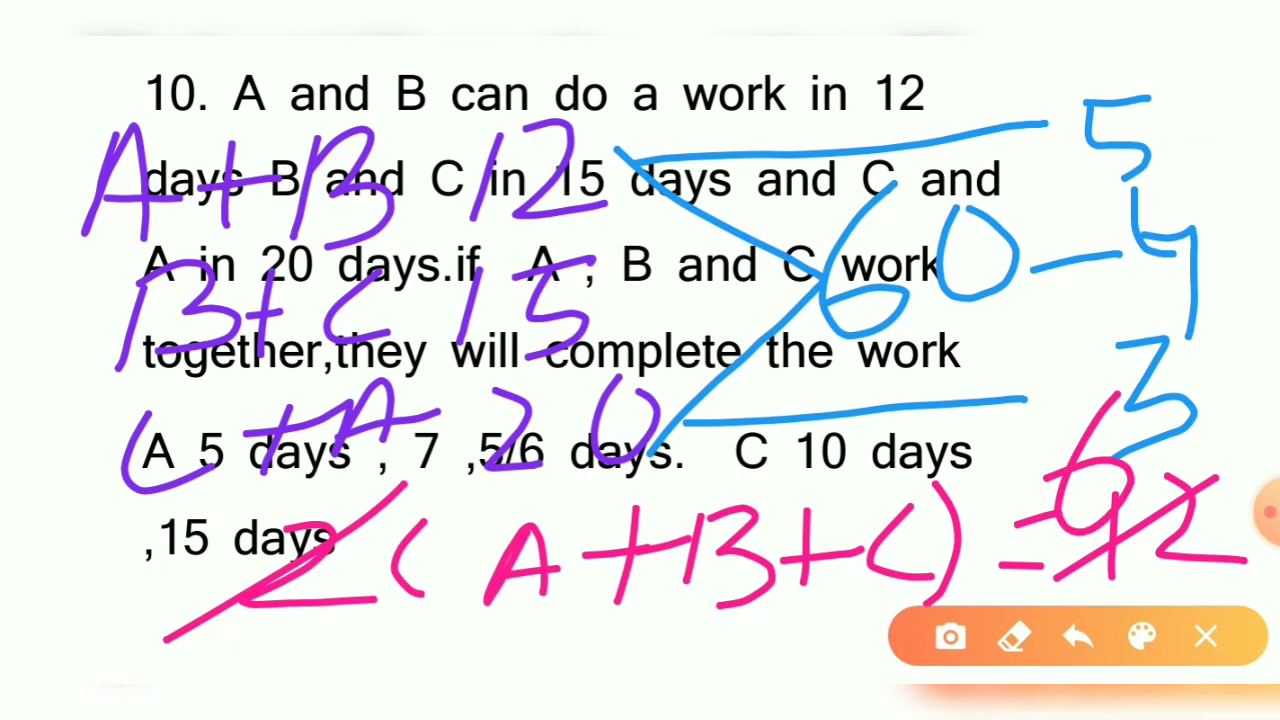 10. A and B can do a work in 12
days B and C in 15 days and C and
A in 20 days.if A , B and C work
together,they will complete the work
A 5 days , 7 ,5/6 days. C 10 days
,15 days
A+B 12
B+C 15
C+A 20
60
5
4
3
2(A+B+C) = 12
6